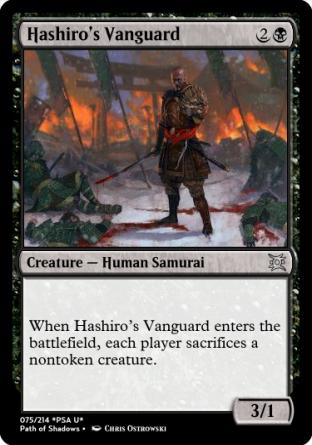 Hashiro's Vanguard 2
Creature — Human Samurai
When Hashiro's Vanguard enters the
battlefield, each player sacrifices a
nontoken creature.
3/1
075/214 *PSA U*
Path of Shadows • Chris Ostrowski